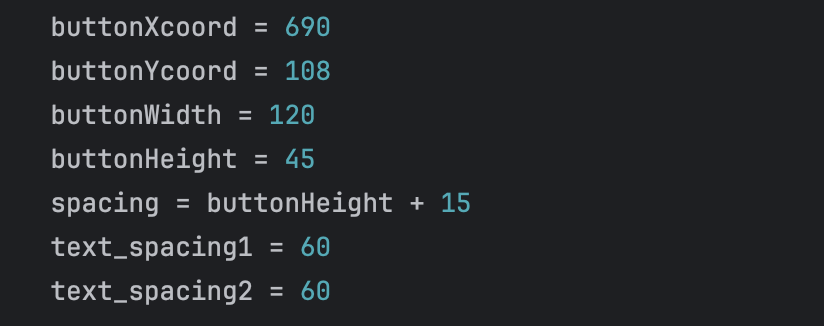 buttonXcoord = 690
buttonYcoord = 108
buttonWidth = 120
buttonHeight = 45
spacing = buttonHeight + 15
text_spacing1 = 60
text_spacing2 = 60